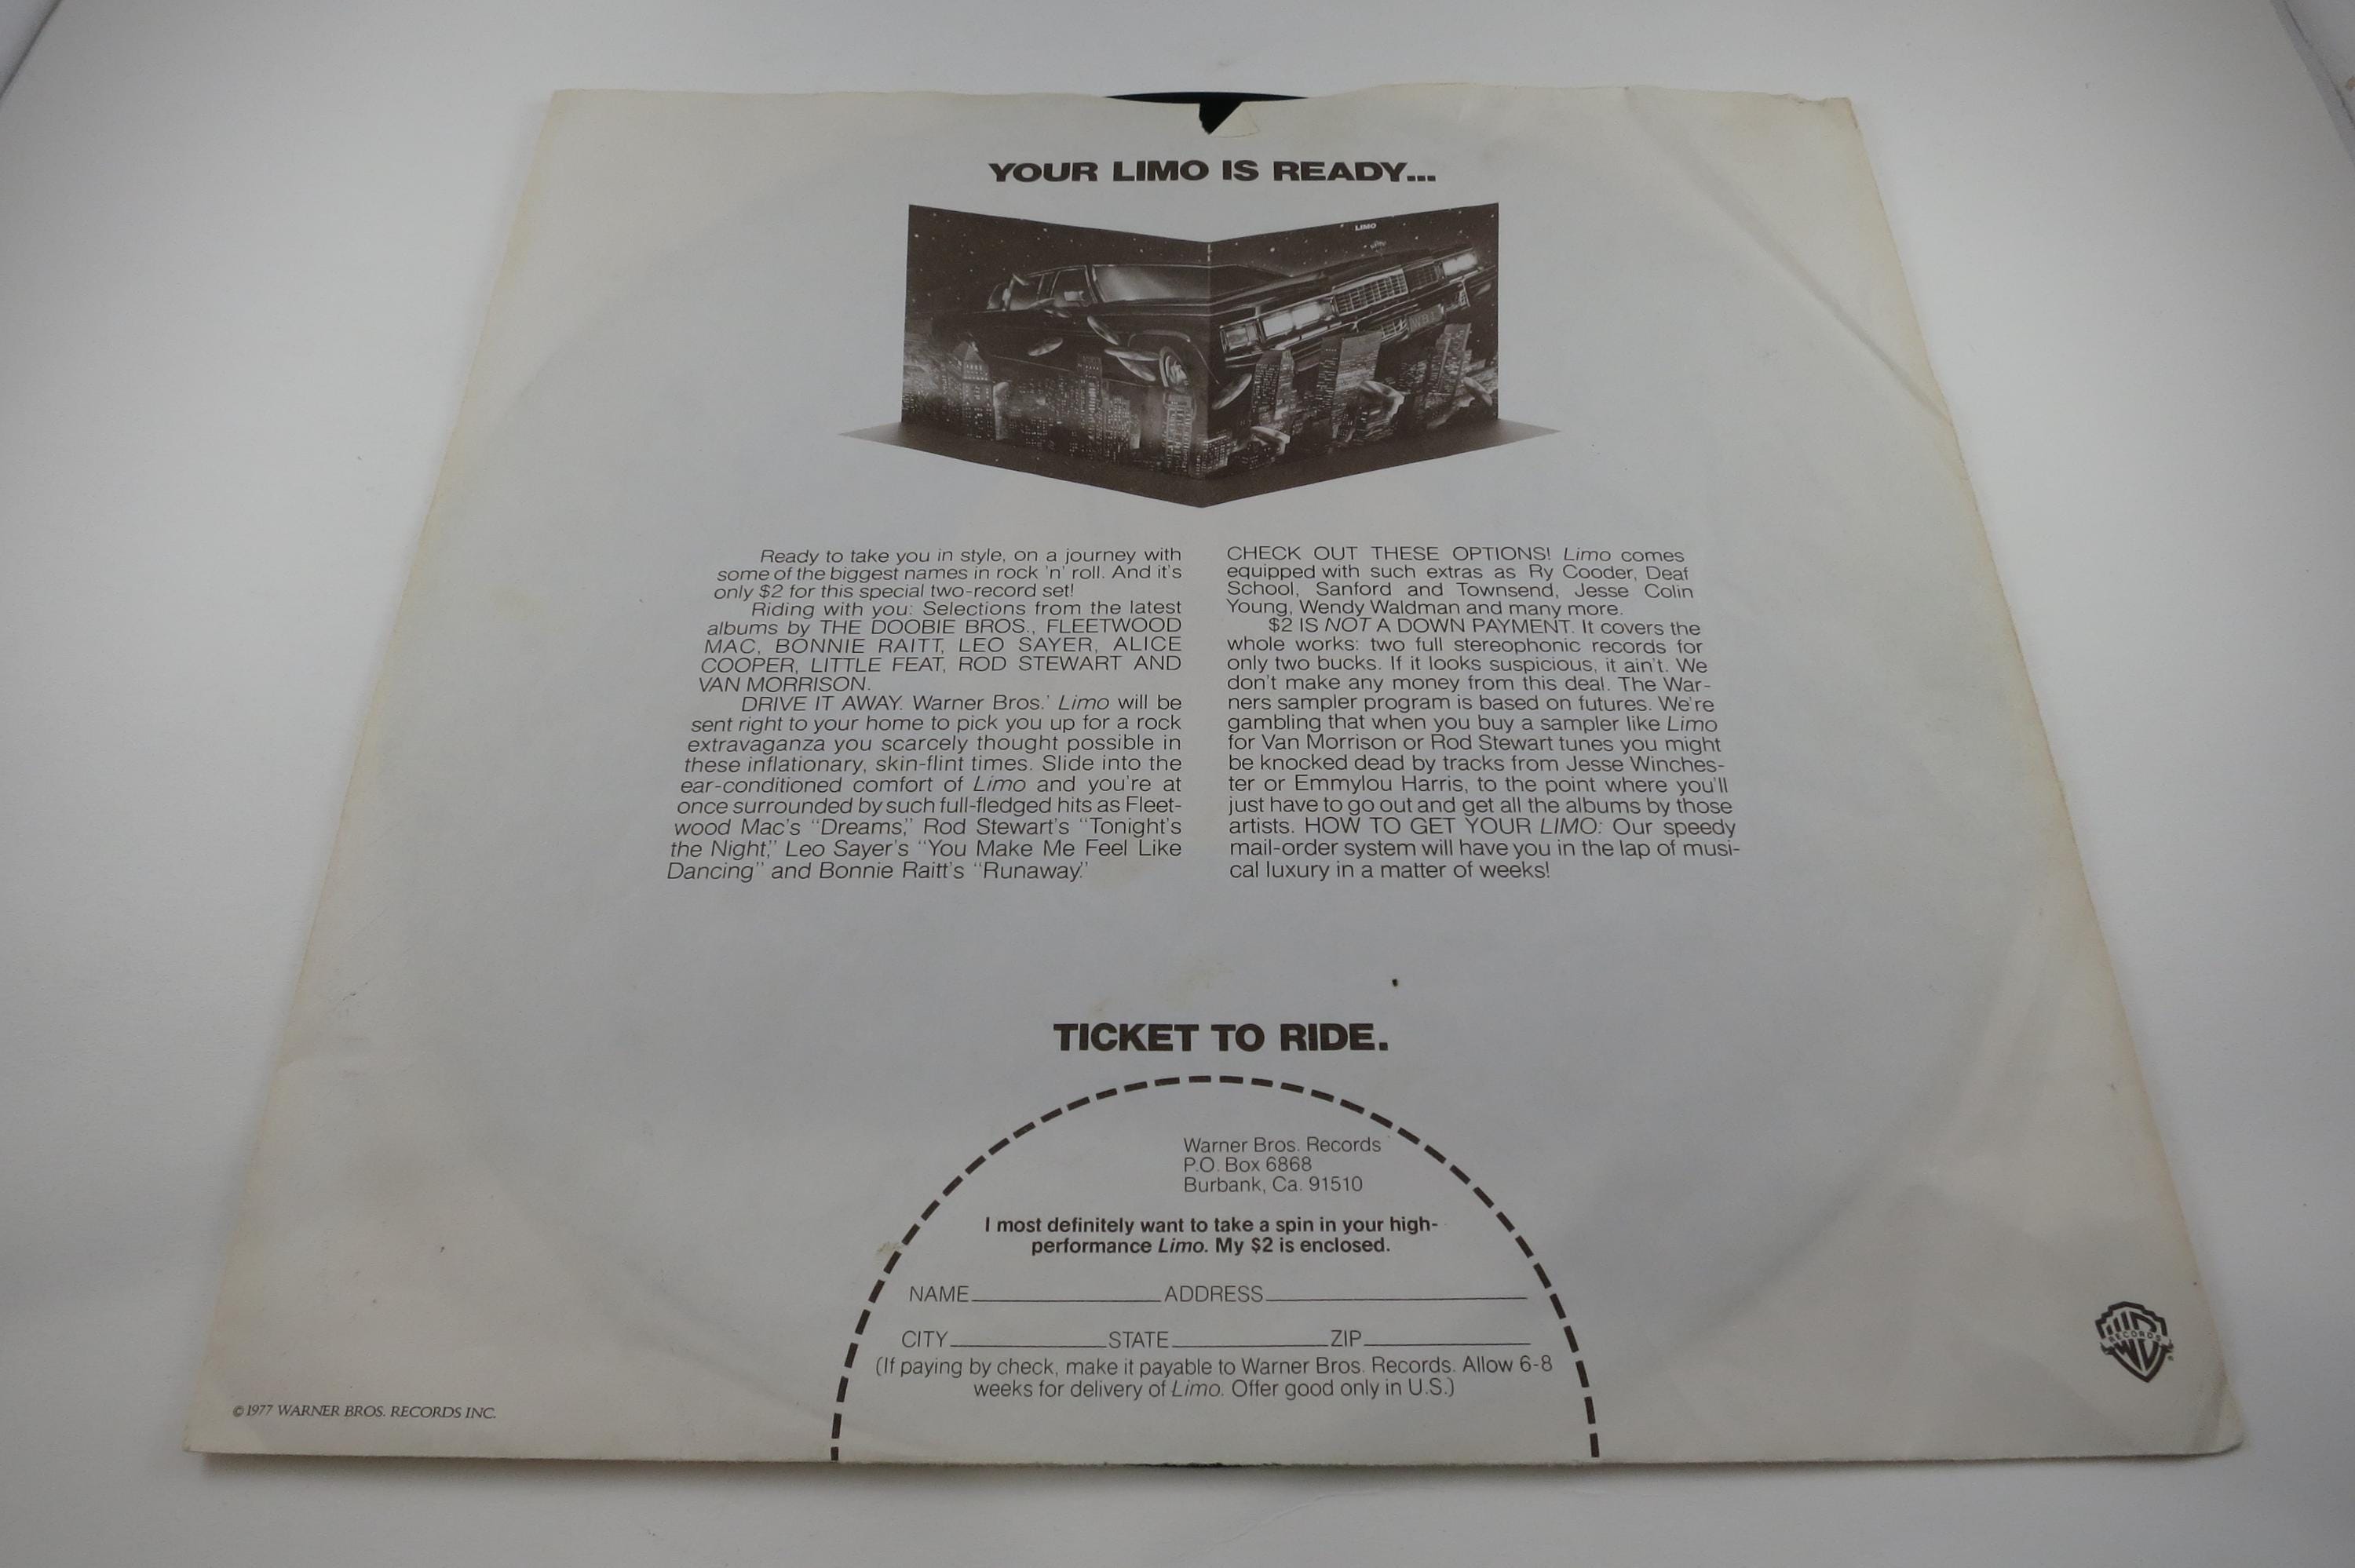 YOUR LIMO IS READY...
LIMO
Ready to take you in style, on a journey with
some of the biggest names in rock 'n' roll. And it's
only $2 for this special two-record set!
Riding with you: Selections from the latest
albums by THE DOOBIE BROS., FLEETWOOD
MAC, BONNIE RAITT, LEO SAYER, ALICE
COOPER, LITTLE FEAT, ROD STEWART AND
VAN MORRISON.
DRIVE IT AWAY. Warner Bros.' Limo will be
sent right to your home to pick you up for a rock
extravaganza you scarcely thought possible in
these inflationary, skin-flint times. Slide into the
ear-conditioned comfort of Limo and you're at
once surrounded by such full-fledged hits as Fleet-
wood Mac's "Dreams," Rod Stewart's "Tonight's
the Night," Leo Sayer's "You Make Me Feel Like
Dancing" and Bonnie Raitt's "Runaway."
CHECK OUT THESE OPTIONS! Limo comes
equipped with such extras as Ry Cooder, Deaf
School, Sanford and Townsend, Jesse Colin
Young, Wendy Waldman and many more.
$2 IS NOT A DOWN PAYMENT. It covers the
whole works: two full stereophonic records for
only two bucks. If it looks suspicious, it ain't. We
don't make any money from this deal. The War-
ners sampler program is based on futures. We're
gambling that when you buy a sampler like Limo
for Van Morrison or Rod Stewart tunes you might
be knocked dead by tracks from Jesse Winches-
ter or Emmylou Harris, to the point where you'll
just have to go out and get all the albums by those
artists. HOW TO GET YOUR LIMO: Our speedy
mail-order system will have you in the lap of musi-
cal luxury in a matter of weeks!
TICKET TO RIDE.
Warner Bros. Records
P.O. Box 6868
Burbank, Ca. 91510
I most definitely want to take a spin in your high-
performance Limo. My $2 is enclosed.
NAME ADDRESS
CITY STATE ZIP
(If paying by check, make it payable to Warner Bros. Records. Allow 6-8
weeks for delivery of Limo. Offer good only in U.S.)
© 1977 WARNER BROS. RECORDS INC.
RECORDS